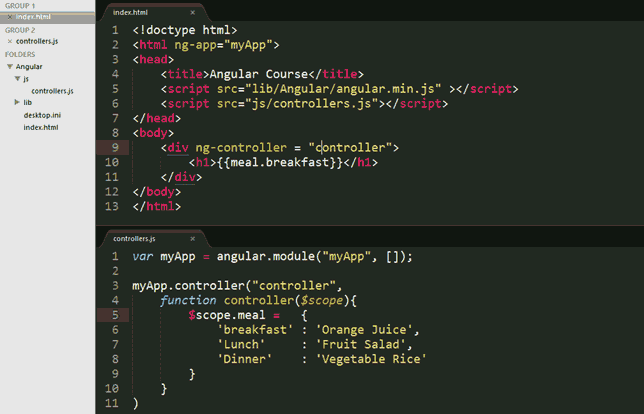 GROUP 1
× index.html
GROUP 2
× controllers.js
FOLDERS
▼ Angular
▼ js
controllers.js
▶ lib
desktop.ini
index.html
index.html ×
1 <!doctype html>
2 <html ng-app="myApp">
3 <head>
4     <title>Angular Course</title>
5     <script src="lib/Angular/angular.min.js" ></script>
6     <script src="js/controllers.js"></script>
7 </head>
8 <body>
9     <div ng-controller = "controller">
10         <h1>{{meal.breakfast}}</h1>
11     </div>
12 </body>
13 </html>
controllers.js ×
1 var myApp = angular.module("myApp", []);
2
3 myApp.controller("controller",
4     function controller($scope){
5         $scope.meal =   {
6             'breakfast' : 'Orange Juice',
7             'Lunch'     : 'Fruit Salad',
8             'Dinner'    : 'Vegetable Rice'
9         }
10     }
11 )